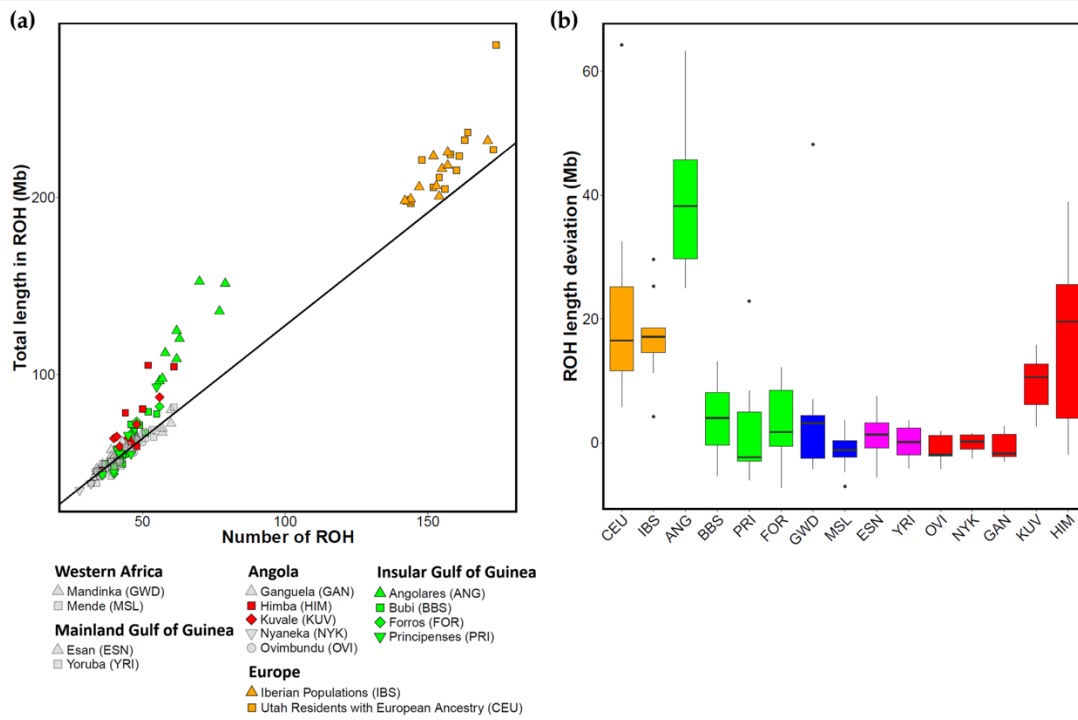 (a)
Total length in ROH (Mb)
200
100
50
100
150
Number of ROH
(b)
ROH length deviation (Mb)
60
40
20
0
CEU
IBS
ANG
BBS
PRI
FOR
GWD
MSL
ESN
YRI
OVI
NYK
GAN
KUV
HIM
Western Africa
Mandinka (GWD)
Mende (MSL)
Mainland Gulf of Guinea
Esan (ESN)
Yoruba (YRI)
Angola
Ganguela (GAN)
Himba (HIM)
Kuvale (KUV)
Nyaneka (NYK)
Ovimbundu (OVI)
Insular Gulf of Guinea
Angolares (ANG)
Bubi (BBS)
Forros (FOR)
Principenses (PRI)
Europe
Iberian Populations (IBS)
Utah Residents with European Ancestry (CEU)